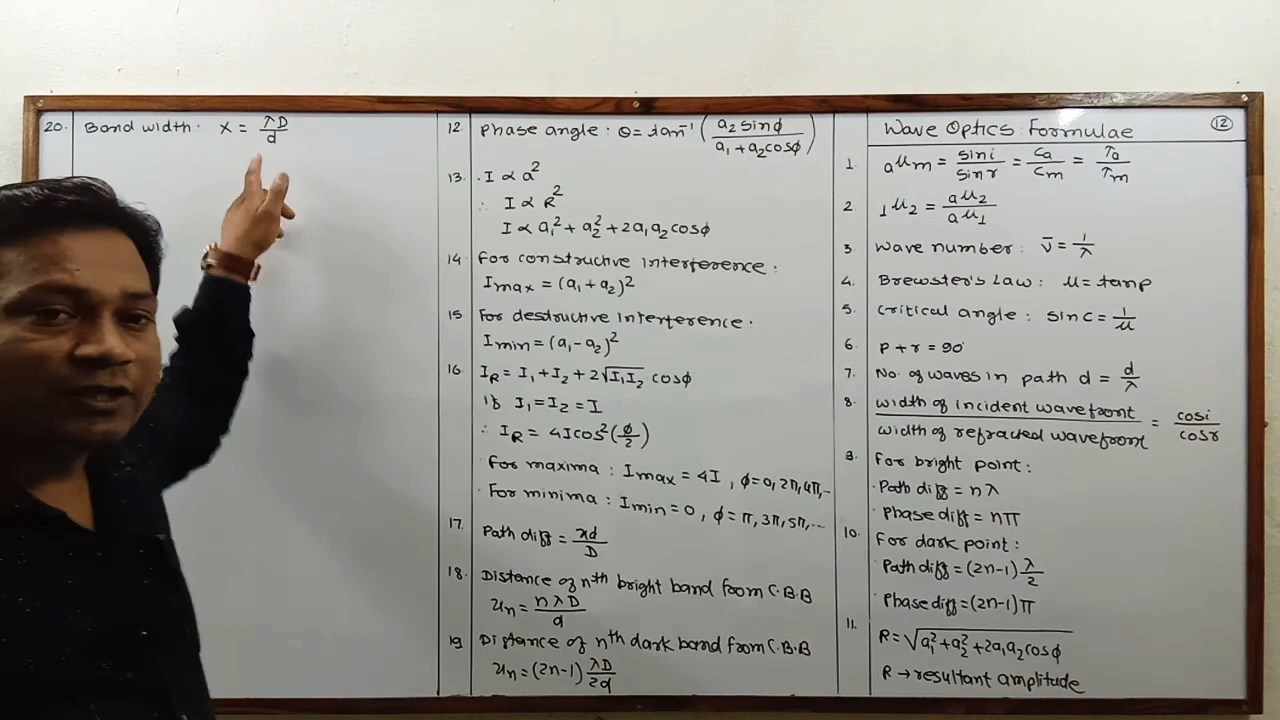 Wave Optics Formulae
12
1. aμm = sini/sinr = Ca/Cm = λa/λm
2. 1μ2 = aμ2/aμ1
3. Wave number: ν̄ = 1/λ
4. Brewster's Law: μ = tanp
5. Critical angle: sinc = 1/μ
6. p + r = 90°
7. No. of waves in path d = d/λ
8. Width of incident wavefront/Width of refracted wavefront = cosi/cosr
9. For bright point:
Path diff = nλ
Phase diff = nπ
10. For dark point:
Path diff = (2n-1) λ/2
Phase diff = (2n-1)π
11. R = √(a₁² + a₂² + 2a₁a₂cosφ)
R → resultant amplitude
12. Phase angle: θ = tan⁻¹(a₂ sinφ/a₁ + a₂cosφ)
13. I ∝ a²
∴ I ∝ R²
I ∝ a₁² + a₂² + 2a₁a₂cosφ
14. For constructive interference:
Imax = (a₁ + a₂)²
15. For destructive interference:
Imin = (a₁ - a₂)²
16. IR = I₁ + I₂ + 2√I₁I₂ cosφ
If I₁ = I₂ = I
∴ IR = 4Icos²(φ/2)
For maxima: Imax = 4I, φ = 0, 2π, 4π, ..
For minima: Imin = 0, φ = π, 3π, 5π, ...
17. Path diff = xd/D
18. Distance of nth bright band from C.B.B
xn = nλD/d
19. Distance of nth dark band from C.B.B
xn = (2n-1) λD/2d
20. Band width: X = λD/d